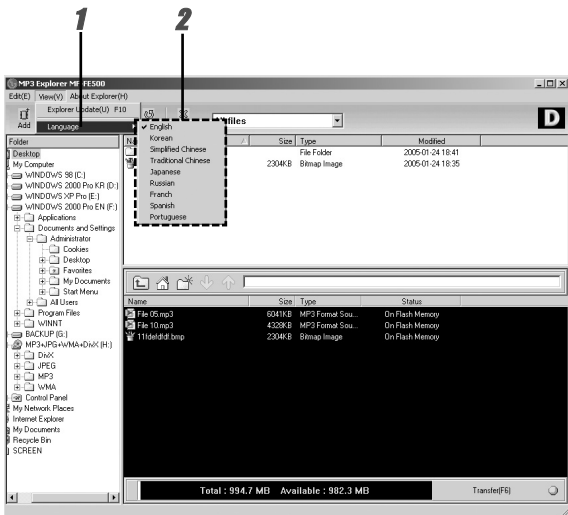 1 2
MP3 Explorer MF-FE500
Edit(E) View(V) About Explorer(H)
Explorer Update(U) F10
Add
Language
English
Korean
Simplified Chinese
Traditional Chinese
Japanese
Russian
Franch
Spanish
Portuguese
files
D
Folder
Desktop
My Computer
WINDOWS 98 (C:)
WINDOWS 2000 Pro KR (D:)
WINDOWS XP Pro (E:)
WINDOWS 2000 Pro EN (F:)
Applications
Documents and Settings
Administrator
Cookies
Desktop
Favorites
My Documents
Start Menu
All Users
Program Files
WINNT
BACKUP (G:)
MP3+JPG+WMA+DivX (H:)
DivX
JPEG
MP3
WMA
Control Panel
My Network Places
Internet Explorer
My Documents
Recycle Bin
SCREEN
Size Type Modified
File Folder 2005-01-24 18:41
2304KB Bitmap Image 2005-01-24 18:35
Name Size Type Status
File 05.mp3 6041KB MP3 Format Sou... On Flash Memory
File 10.mp3 4328KB MP3 Format Sou... On Flash Memory
11fdefdfdf.bmp 2304KB Bitmap Image On Flash Memory
Total : 994.7 MB Available : 982.3 MB
Transfer(F6)